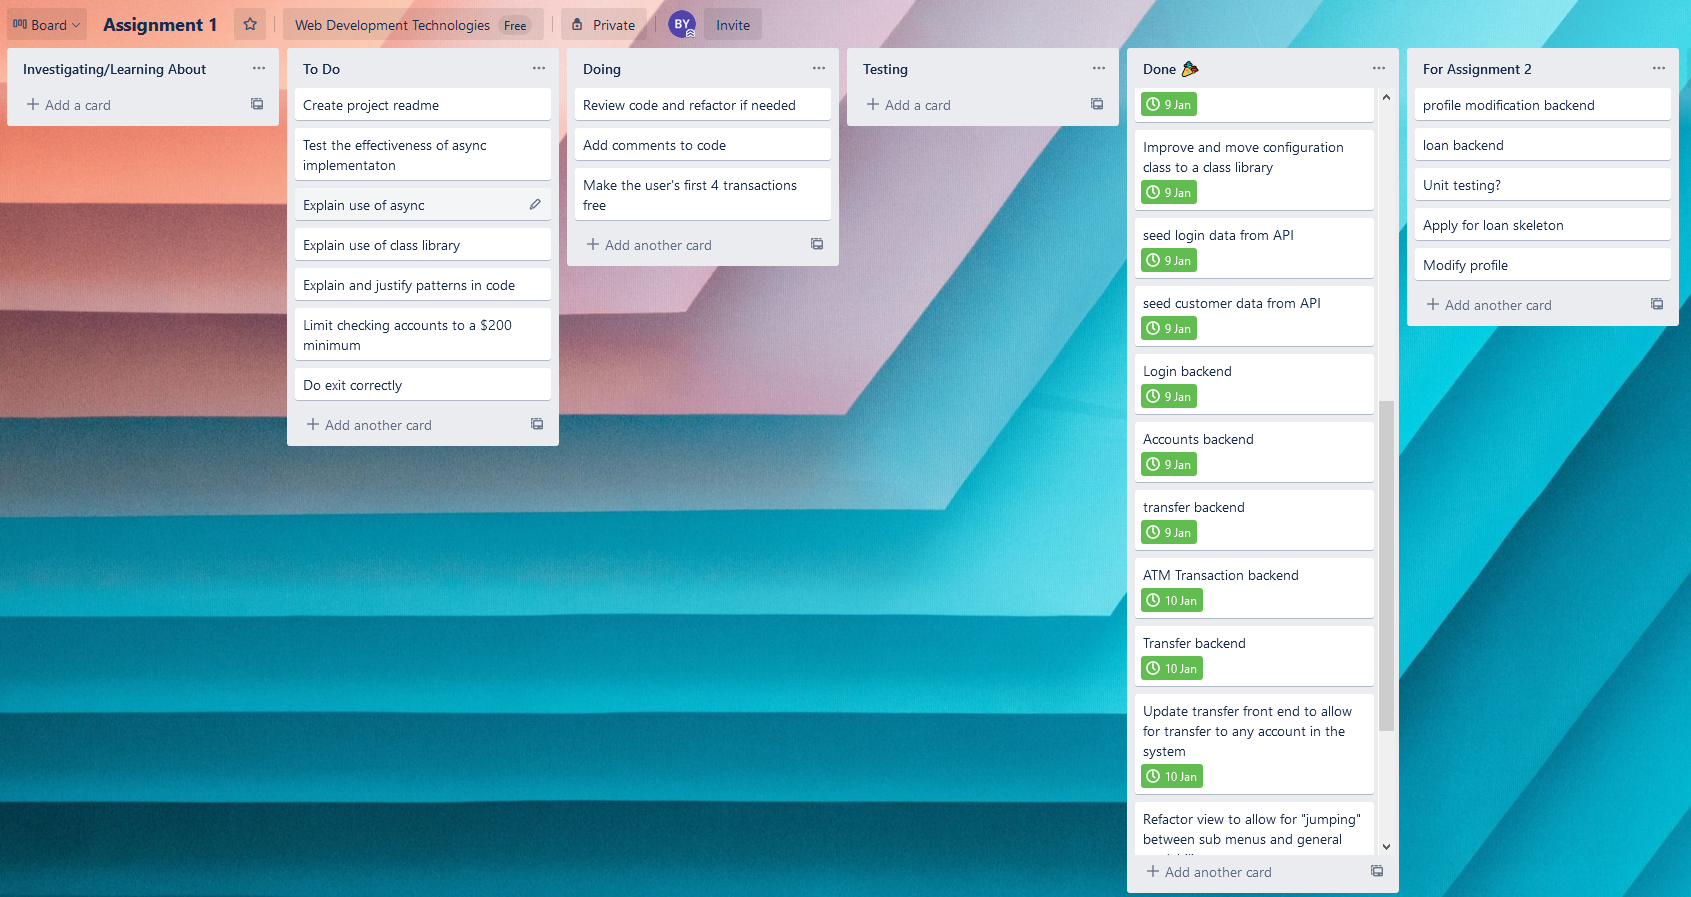 Board
Assignment 1
Web Development Technologies Free
Private
BY
Invite
Investigating/Learning About
Add a card
To Do
Create project readme
Test the effectiveness of async
implementaton
Explain use of async
Explain use of class library
Explain and justify patterns in code
Limit checking accounts to a $200
minimum
Do exit correctly
Add another card
Doing
Review code and refactor if needed
Add comments to code
Make the user's first 4 transactions
free
Add another card
Testing
Add a card
Done 🎉
9 Jan
Improve and move configuration
class to a class library
9 Jan
seed login data from API
9 Jan
seed customer data from API
9 Jan
Login backend
9 Jan
Accounts backend
9 Jan
transfer backend
9 Jan
ATM Transaction backend
10 Jan
Transfer backend
10 Jan
Update transfer front end to allow
for transfer to any account in the
system
10 Jan
Refactor view to allow for "jumping"
between sub menus and general
Add another card
For Assignment 2
profile modification backend
loan backend
Unit testing?
Apply for loan skeleton
Modify profile
Add another card